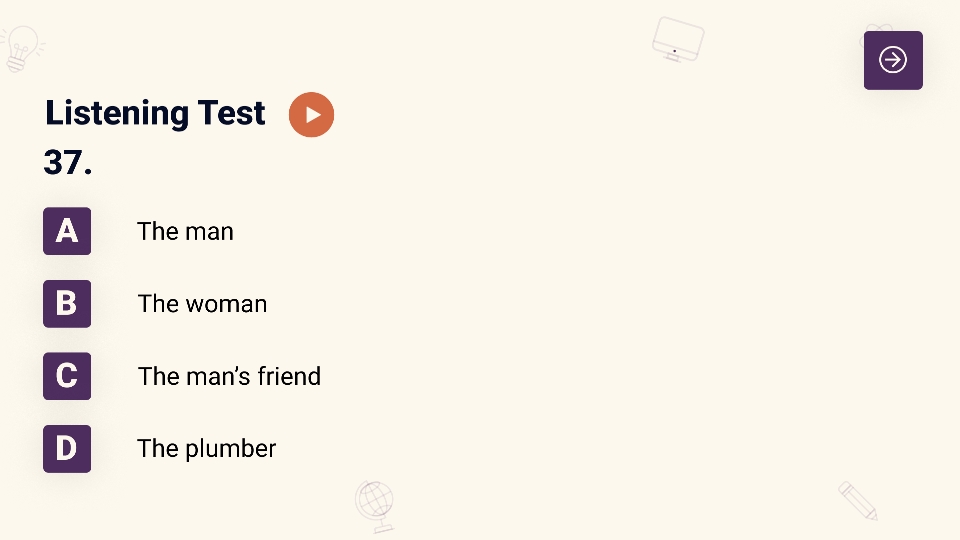 Listening Test
37.
A The man
B The woman
C The man's friend
D The plumber